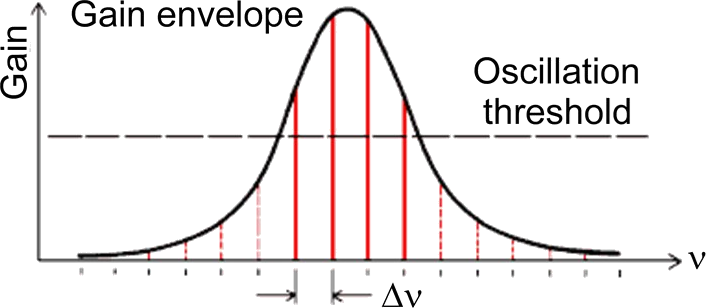 Gain envelope
Gain
Oscillation
threshold
ν
Δν